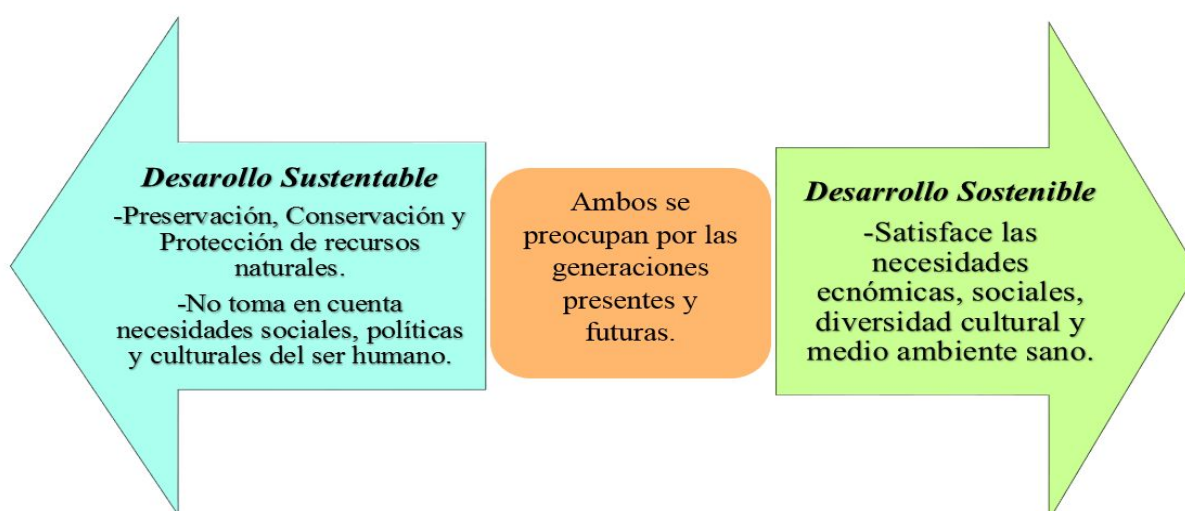 Desarollo Sustentable
-Preservación, Conservación y
Protección de recursos
naturales.
-No toma en cuenta
necesidades sociales, políticas
y culturales del ser humano.
Ambos se
preocupan por las
generaciones
presentes y
futuras.
Desarrollo Sostenible
-Satisface las
necesidades
ecnómicas, sociales,
diversidad cultural y
medio ambiente sano.